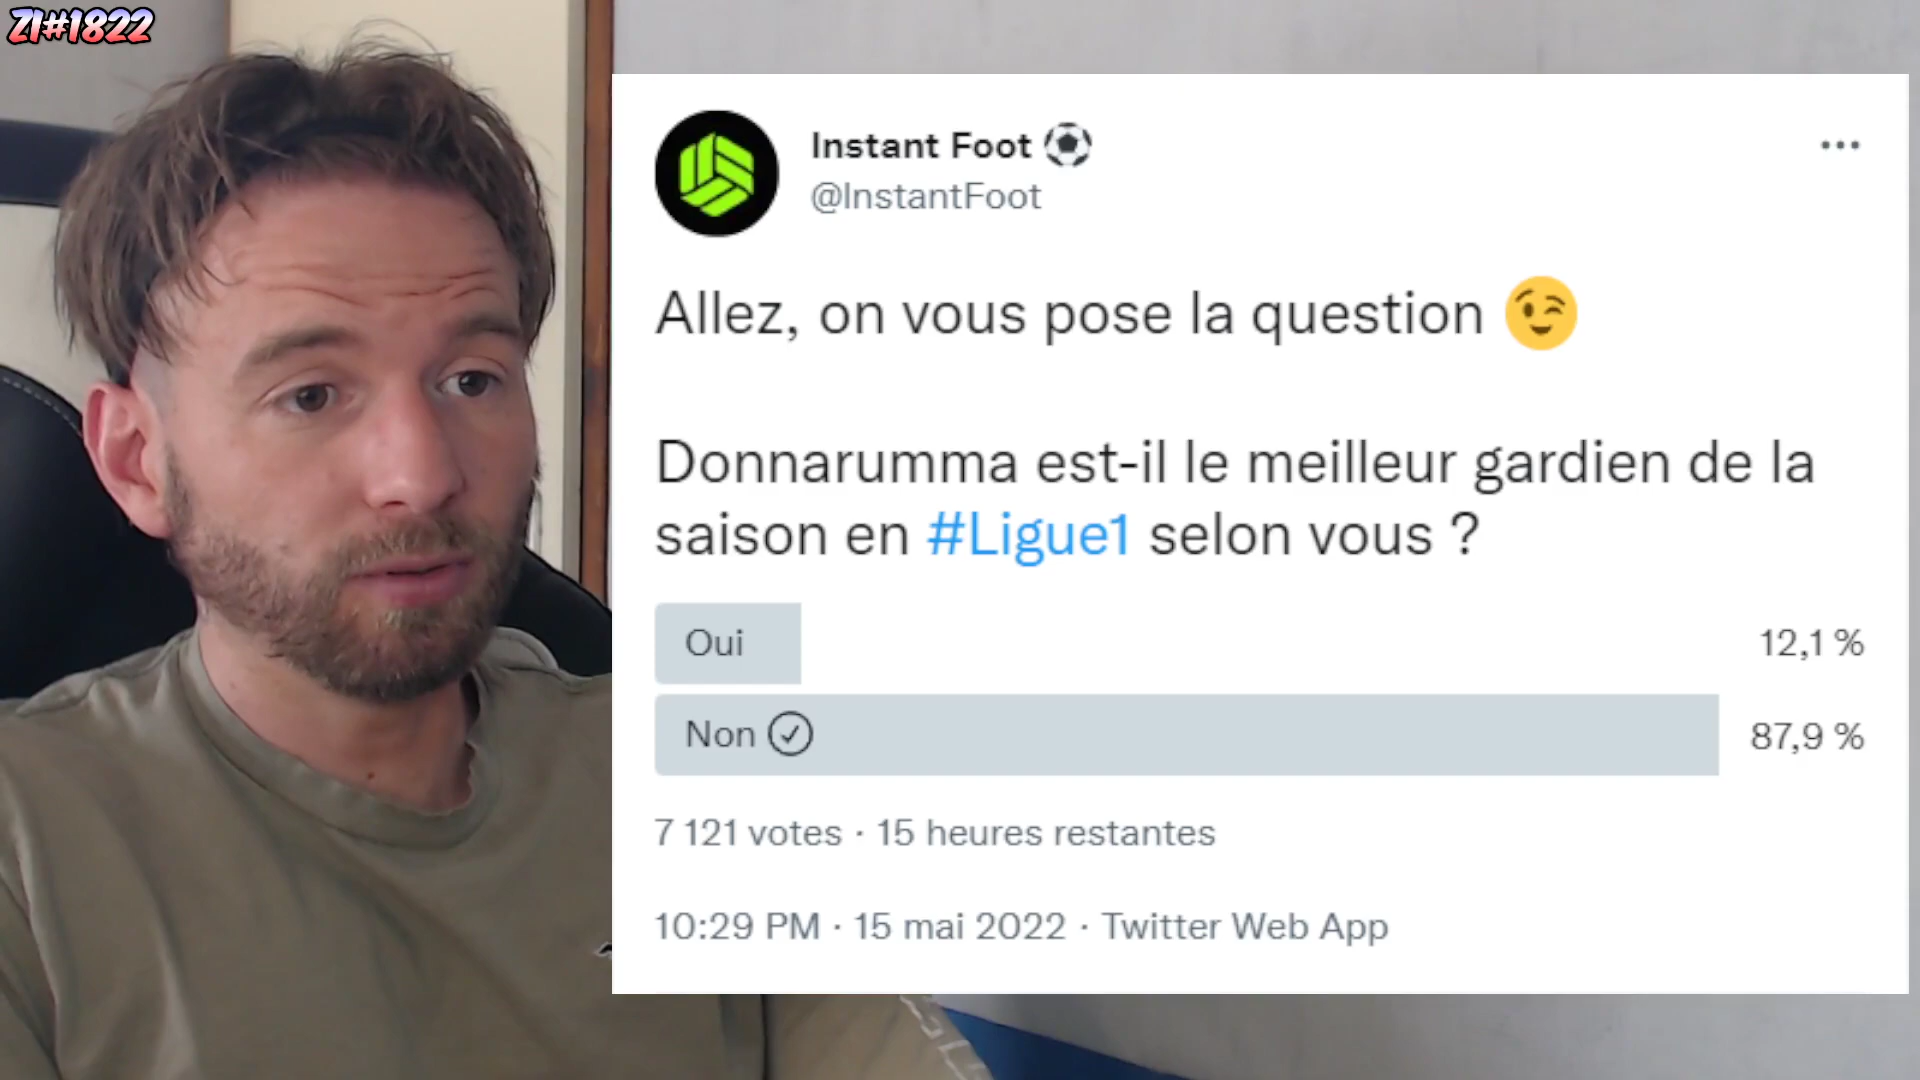 ZI#1822
Instant Foot
@InstantFoot
Allez, on vous pose la question
Donnarumma est-il le meilleur gardien de la
saison en #Ligue1 selon vous ?
Oui 12,1 %
Non 87,9 %
7 121 votes · 15 heures restantes
10:29 PM · 15 mai 2022 · Twitter Web App